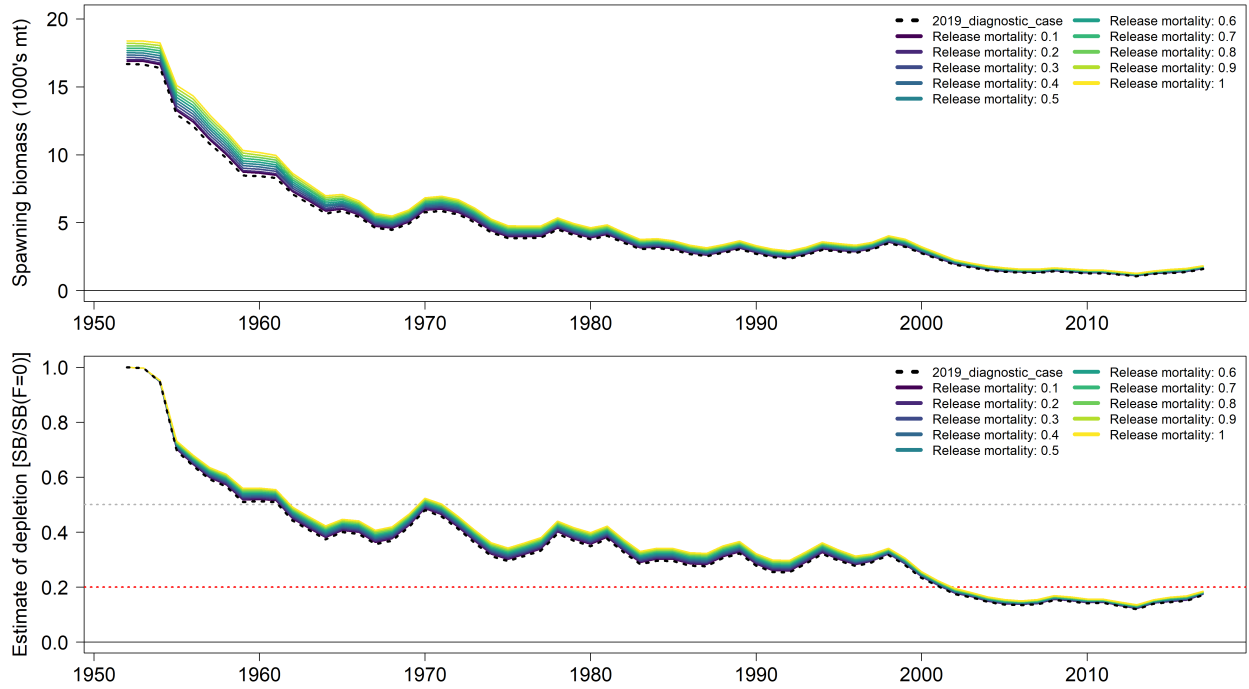 Spawning biomass (1000's mt)
20
15
10
5
0
2019_diagnostic_case
Release mortality: 0.1
Release mortality: 0.2
Release mortality: 0.3
Release mortality: 0.4
Release mortality: 0.5
Release mortality: 0.6
Release mortality: 0.7
Release mortality: 0.8
Release mortality: 0.9
Release mortality: 1
1950 1960 1970 1980 1990 2000 2010
Estimate of depletion [SB/SB(F=0)]
1.0
0.8
0.6
0.4
0.2
0.0
2019_diagnostic_case
Release mortality: 0.1
Release mortality: 0.2
Release mortality: 0.3
Release mortality: 0.4
Release mortality: 0.5
Release mortality: 0.6
Release mortality: 0.7
Release mortality: 0.8
Release mortality: 0.9
Release mortality: 1
1950 1960 1970 1980 1990 2000 2010